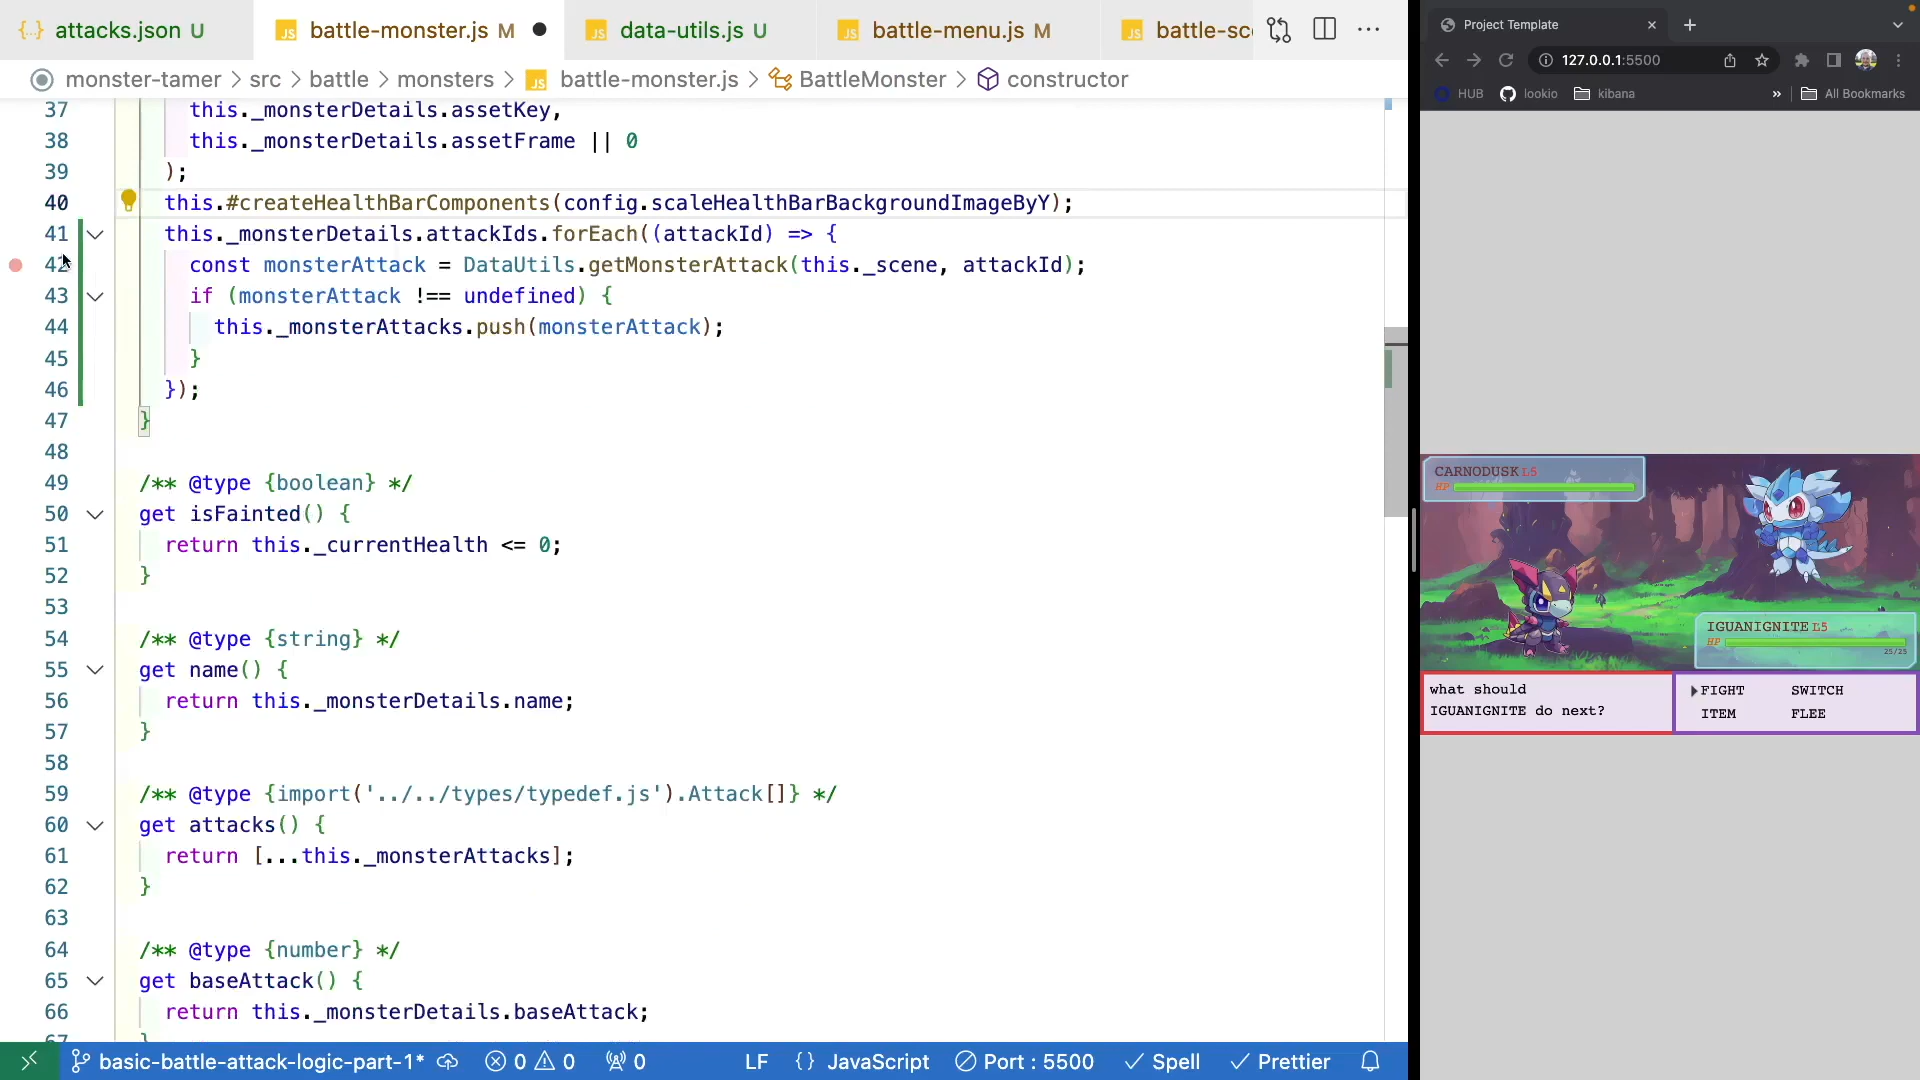 {..} attacks.json U
JS battle-monster.js M
JS data-utils.js U
JS battle-menu.js M
JS battle-sc
monster-tamer > src > battle > monsters > JS battle-monster.js > BattleMonster > constructor
37 this._monsterDetails.assetKey,
38 this._monsterDetails.assetFrame || 0
39 );
40 this.#createHealthBarComponents(config.scaleHealthBarBackgroundImageByY);
41 this._monsterDetails.attackIds.forEach((attackId) => {
42 const monsterAttack = DataUtils.getMonsterAttack(this._scene, attackId);
43 if (monsterAttack !== undefined) {
44 this._monsterAttacks.push(monsterAttack);
45 }
46 });
47 }
48
49 /** @type {boolean} */
50 get isFainted() {
51 return this._currentHealth <= 0;
52 }
53
54 /** @type {string} */
55 get name() {
56 return this._monsterDetails.name;
57 }
58
59 /** @type {import('../../types/typedef.js').Attack[]} */
60 get attacks() {
61 return [...this._monsterAttacks];
62 }
63
64 /** @type {number} */
65 get baseAttack() {
66 return this._monsterDetails.baseAttack;
67 }
basic-battle-attack-logic-part-1* 0 0 0 LF {} JavaScript Port : 5500 Spell Prettier
Project Template
127.0.0.1:5500
HUB lookio kibana » All Bookmarks
CARNODUSK L5
HP
IGUANIGNITE L5
HP
25/25
what should
IGUANIGNITE do next?
FIGHT SWITCH
ITEM FLEE